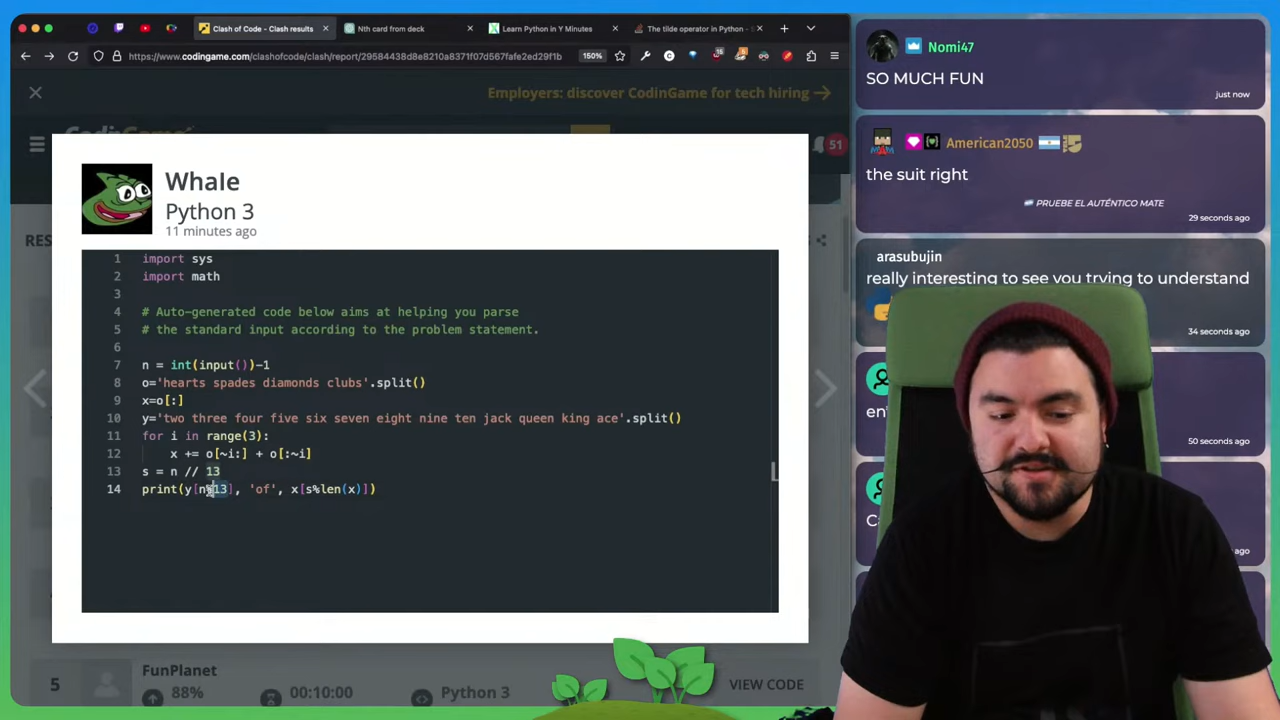 Clash of Code - Clash results
Nth card from deck
Learn Python in Y Minutes
The tilde operator in Python - S
https://www.codingame.com/clashofcode/clash/report/29584438d8e8210a8371f07d567fafe2ed29f1b
150%
Employers: discover CodinGame for tech hiring
51
Whale
Python 3
11 minutes ago
1 import sys
2 import math
3
4 # Auto-generated code below aims at helping you parse
5 # the standard input according to the problem statement.
6
7 n = int(input())-1
8 o='hearts spades diamonds clubs'.split()
9 x=o[:]
10 y='two three four five six seven eight nine ten jack queen king ace'.split()
11 for i in range(3):
12 x += o[~i:] + o[:~i]
13 s = n // 13
14 print(y[n%13], 'of', x[s%len(x)])
5
FunPlanet
88%
00:10:00
Python 3
VIEW CODE
Nomi47
SO MUCH FUN
just now
American2050
the suit right
PRUEBE EL AUTÉNTICO MATE
29 seconds ago
arasubujin
really interesting to see you trying to understand
34 seconds ago
50 seconds ago